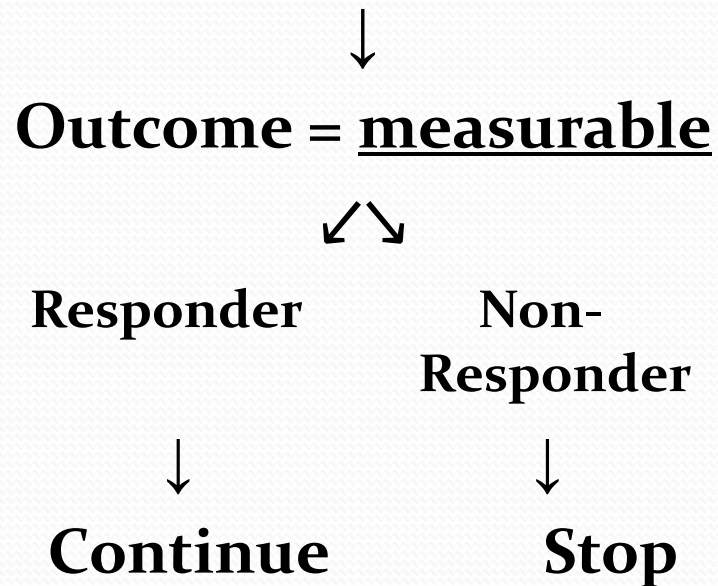 ↓
Outcome = measurable
↙↘
Responder Non-
Responder
↓ ↓
Continue Stop